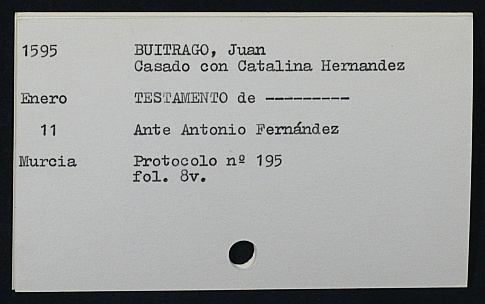 1595 BUITRAGO, Juan
Casado con Catalina Hernandez
Enero TESTAMENTO de ---------
11 Ante Antonio Fernández
Murcia Protocolo nº 195
fol. 8v.